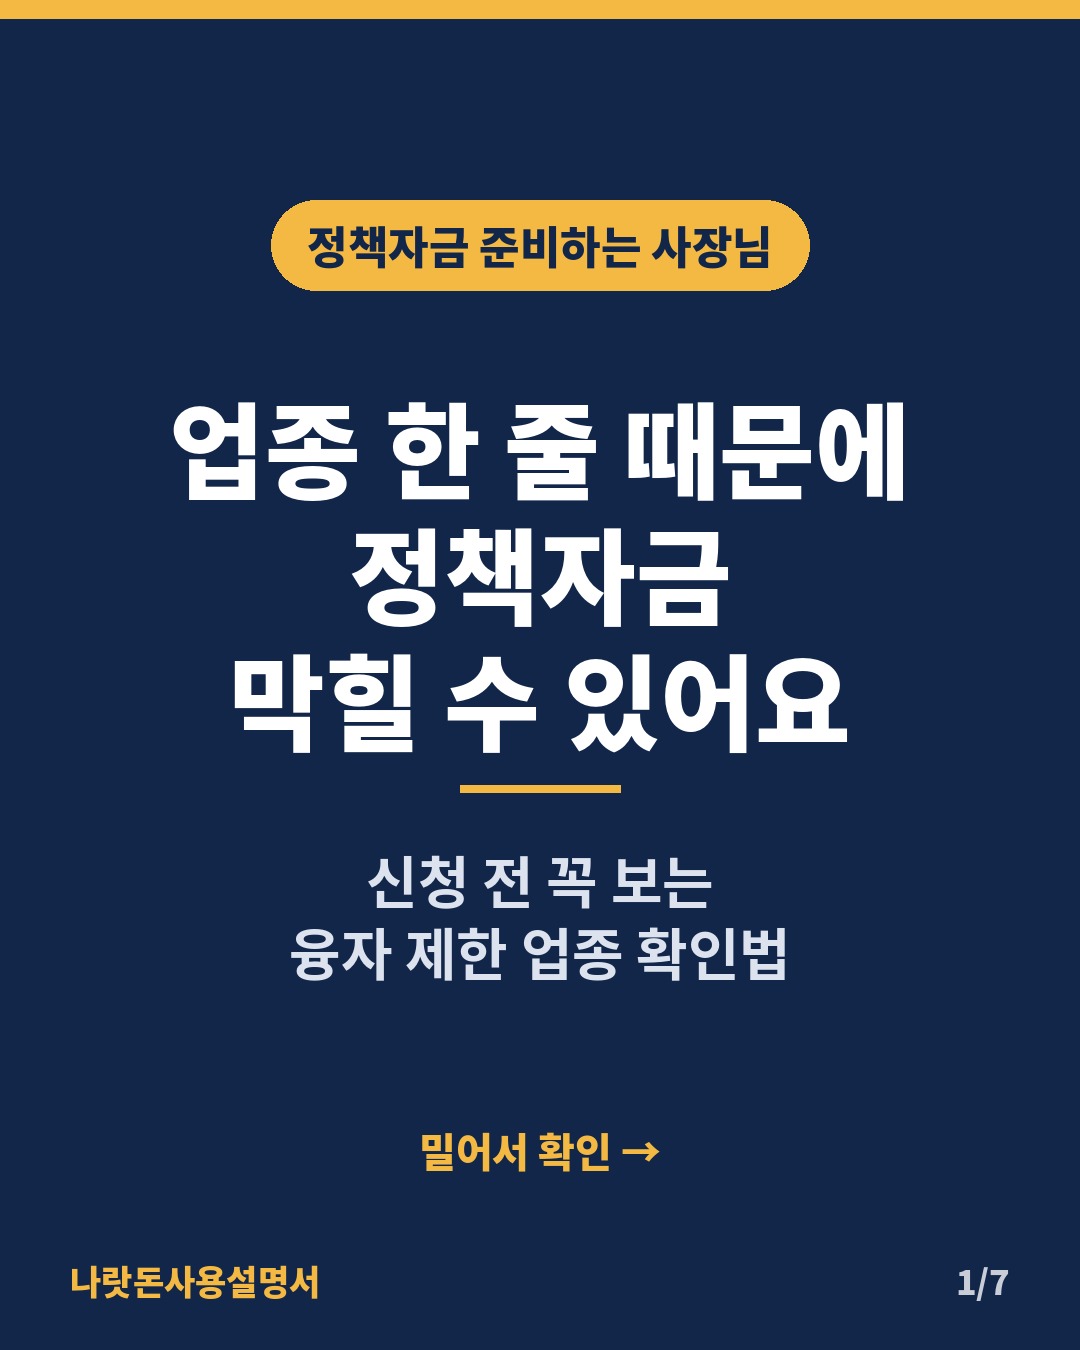 정책자금 준비하는 사장님
업종 한 줄 때문에
정책자금
막힐 수 있어요
신청 전 꼭 보는
융자 제한 업종 확인법
밀어서 확인 →
나랏돈사용설명서
1/7